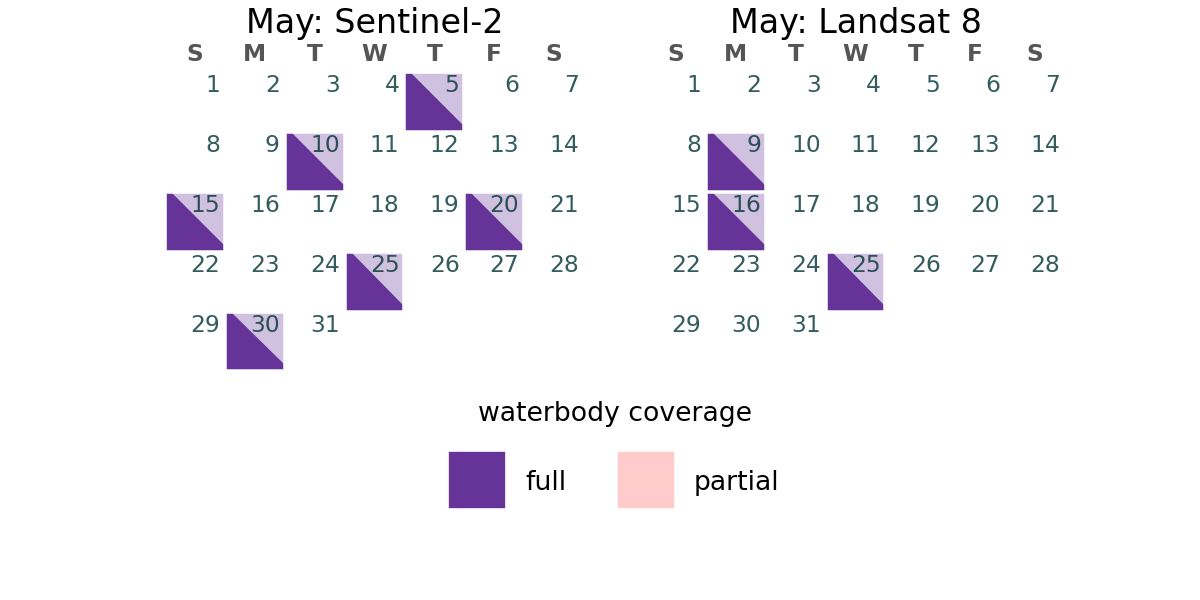 May: Sentinel-2
S M T W T F S
1 2 3 4 5 6 7
8 9 10 11 12 13 14
15 16 17 18 19 20 21
22 23 24 25 26 27 28
29 30 31
May: Landsat 8
S M T W T F S
1 2 3 4 5 6 7
8 9 10 11 12 13 14
15 16 17 18 19 20 21
22 23 24 25 26 27 28
29 30 31
waterbody coverage
full partial